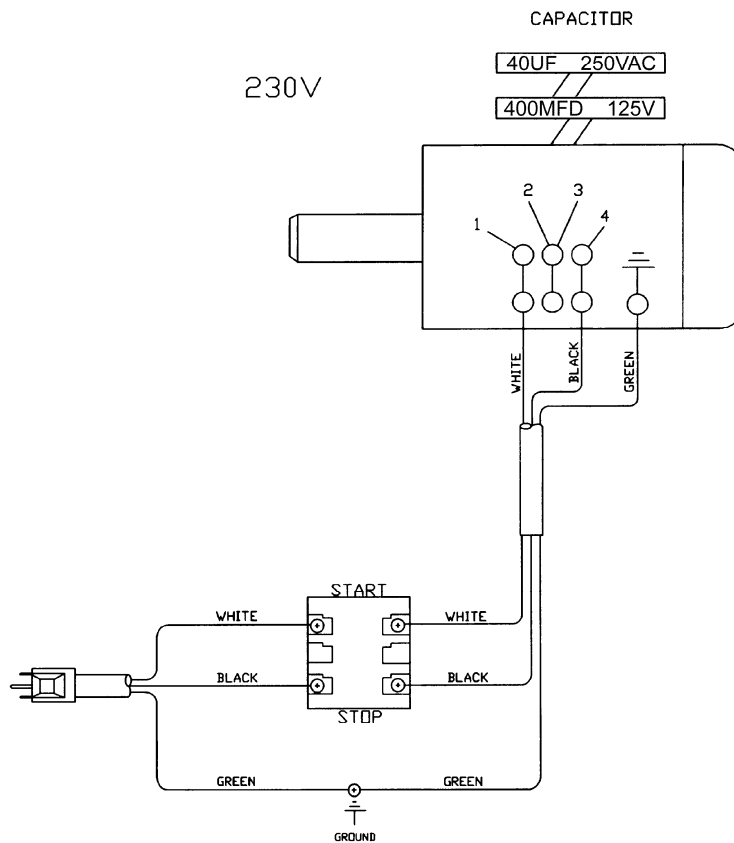 CAPACITOR
40UF 250VAC
230V
400MFD 125V
2 3
1 4
WHITE
BLACK
GREEN
START
WHITE WHITE
BLACK BLACK
STOP
GREEN GREEN
GROUND